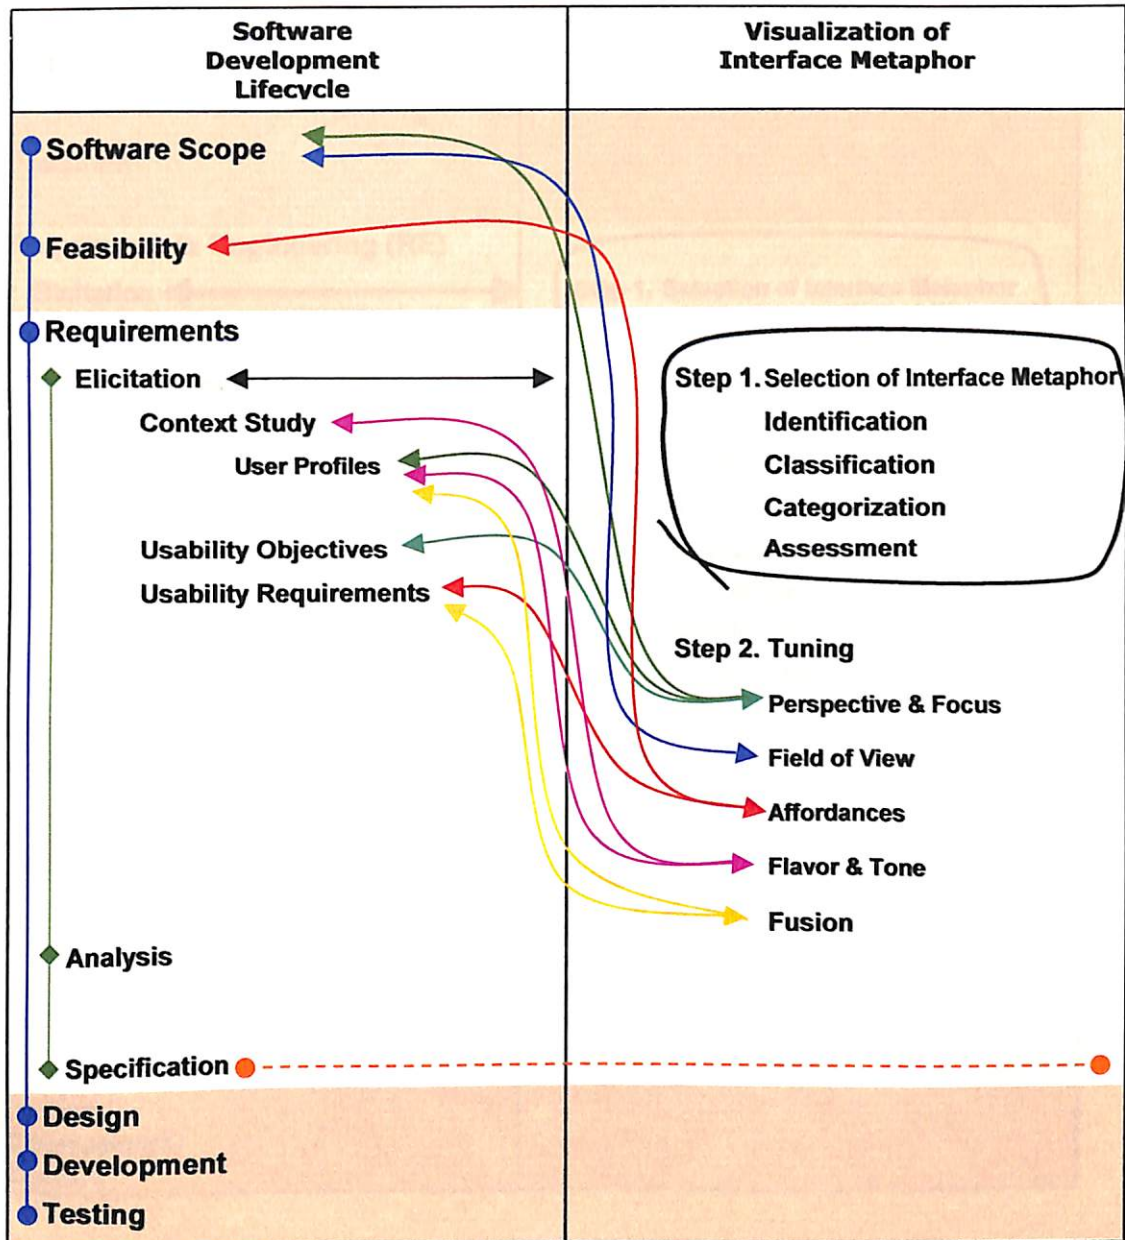 Software
Development
Lifecycle
Visualization of
Interface Metaphor
Software Scope
Feasibility
Requirements
Elicitation
Context Study
User Profiles
Usability Objectives
Usability Requirements
Analysis
Specification
Design
Development
Testing
Step 1. Selection of Interface Metaphor
Identification
Classification
Categorization
Assessment
Step 2. Tuning
Perspective & Focus
Field of View
Affordances
Flavor & Tone
Fusion